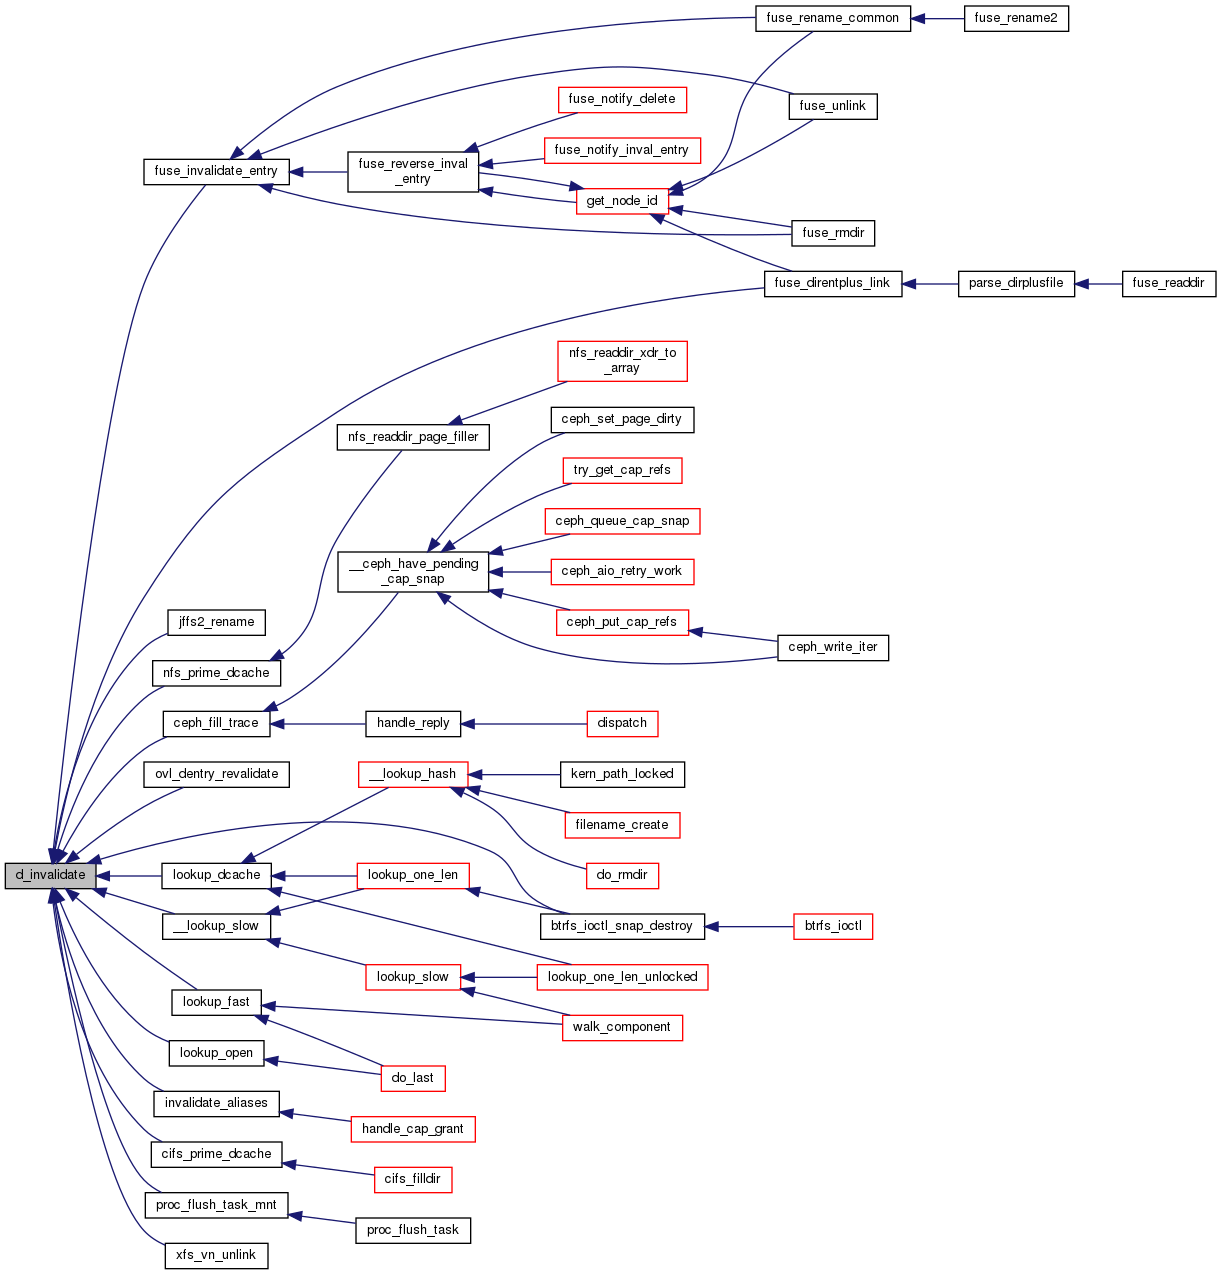 fuse_rename_common
fuse_rename2
fuse_notify_delete
fuse_unlink
fuse_notify_inval_entry
fuse_invalidate_entry
fuse_reverse_inval
_entry
get_node_id
fuse_rmdir
fuse_direntplus_link
parse_dirplusfile
fuse_readdir
nfs_readdir_xdr_to
_array
ceph_set_page_dirty
nfs_readdir_page_filler
try_get_cap_refs
ceph_queue_cap_snap
__ceph_have_pending
_cap_snap
ceph_aio_retry_work
jffs2_rename
ceph_put_cap_refs
ceph_write_iter
nfs_prime_dcache
ceph_fill_trace
handle_reply
dispatch
ovl_dentry_revalidate
__lookup_hash
kern_path_locked
filename_create
d_invalidate
lookup_dcache
lookup_one_len
do_rmdir
__lookup_slow
btrfs_ioctl_snap_destroy
btrfs_ioctl
lookup_slow
lookup_one_len_unlocked
lookup_fast
walk_component
lookup_open
do_last
invalidate_aliases
handle_cap_grant
cifs_prime_dcache
cifs_filldir
proc_flush_task_mnt
proc_flush_task
xfs_vn_unlink